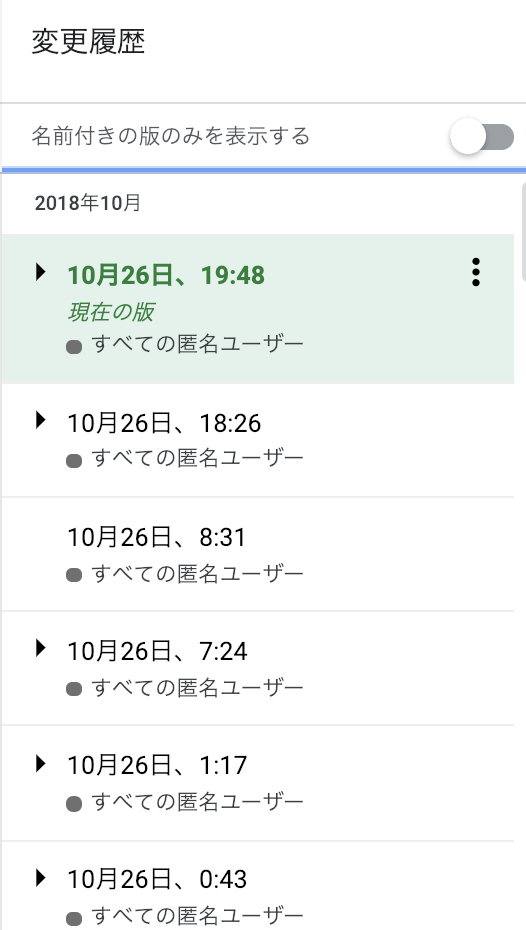 変更履歴
名前付きの版のみを表示する
2018年10月
10月26日、19:48
現在の版
すべての匿名ユーザー
10月26日、18:26
すべての匿名ユーザー
10月26日、8:31
すべての匿名ユーザー
10月26日、7:24
すべての匿名ユーザー
10月26日、1:17
すべての匿名ユーザー
10月26日、0:43
すべての匿名ユーザー